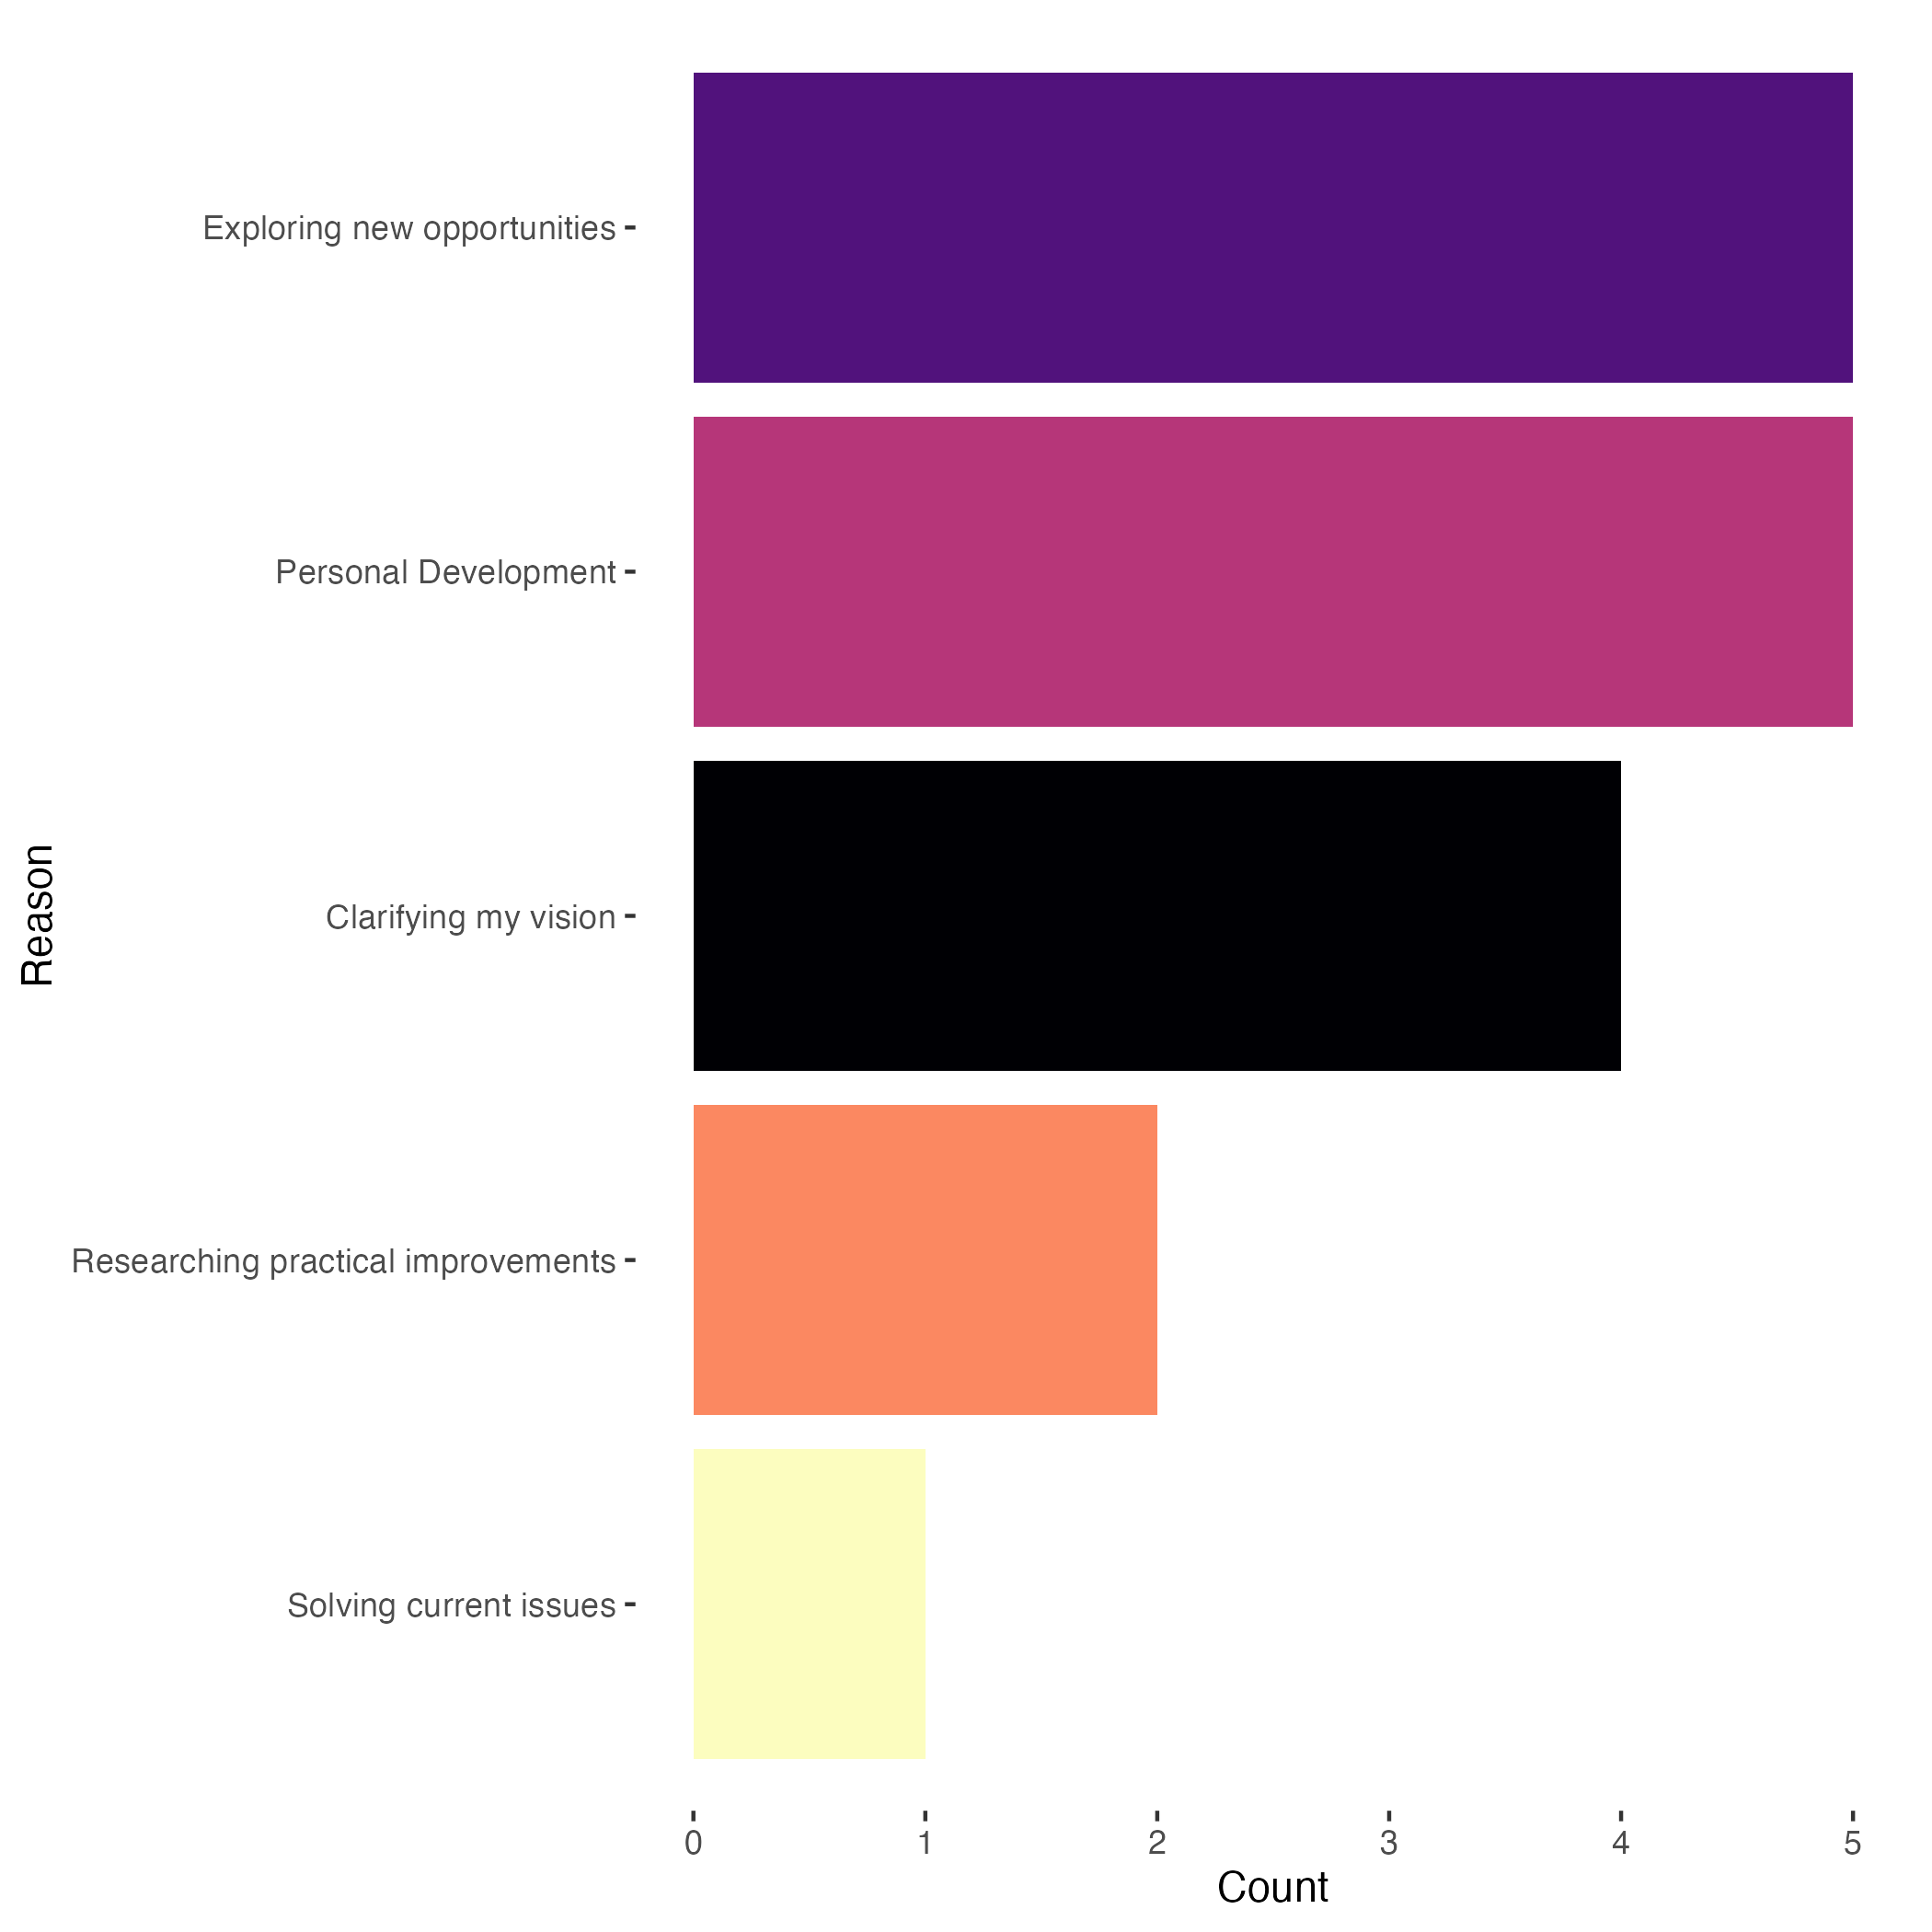 Exploring new opportunities
Personal Development
Clarifying my vision
Researching practical improvements
Solving current issues
Reason
0 1 2 3 4 5
Count